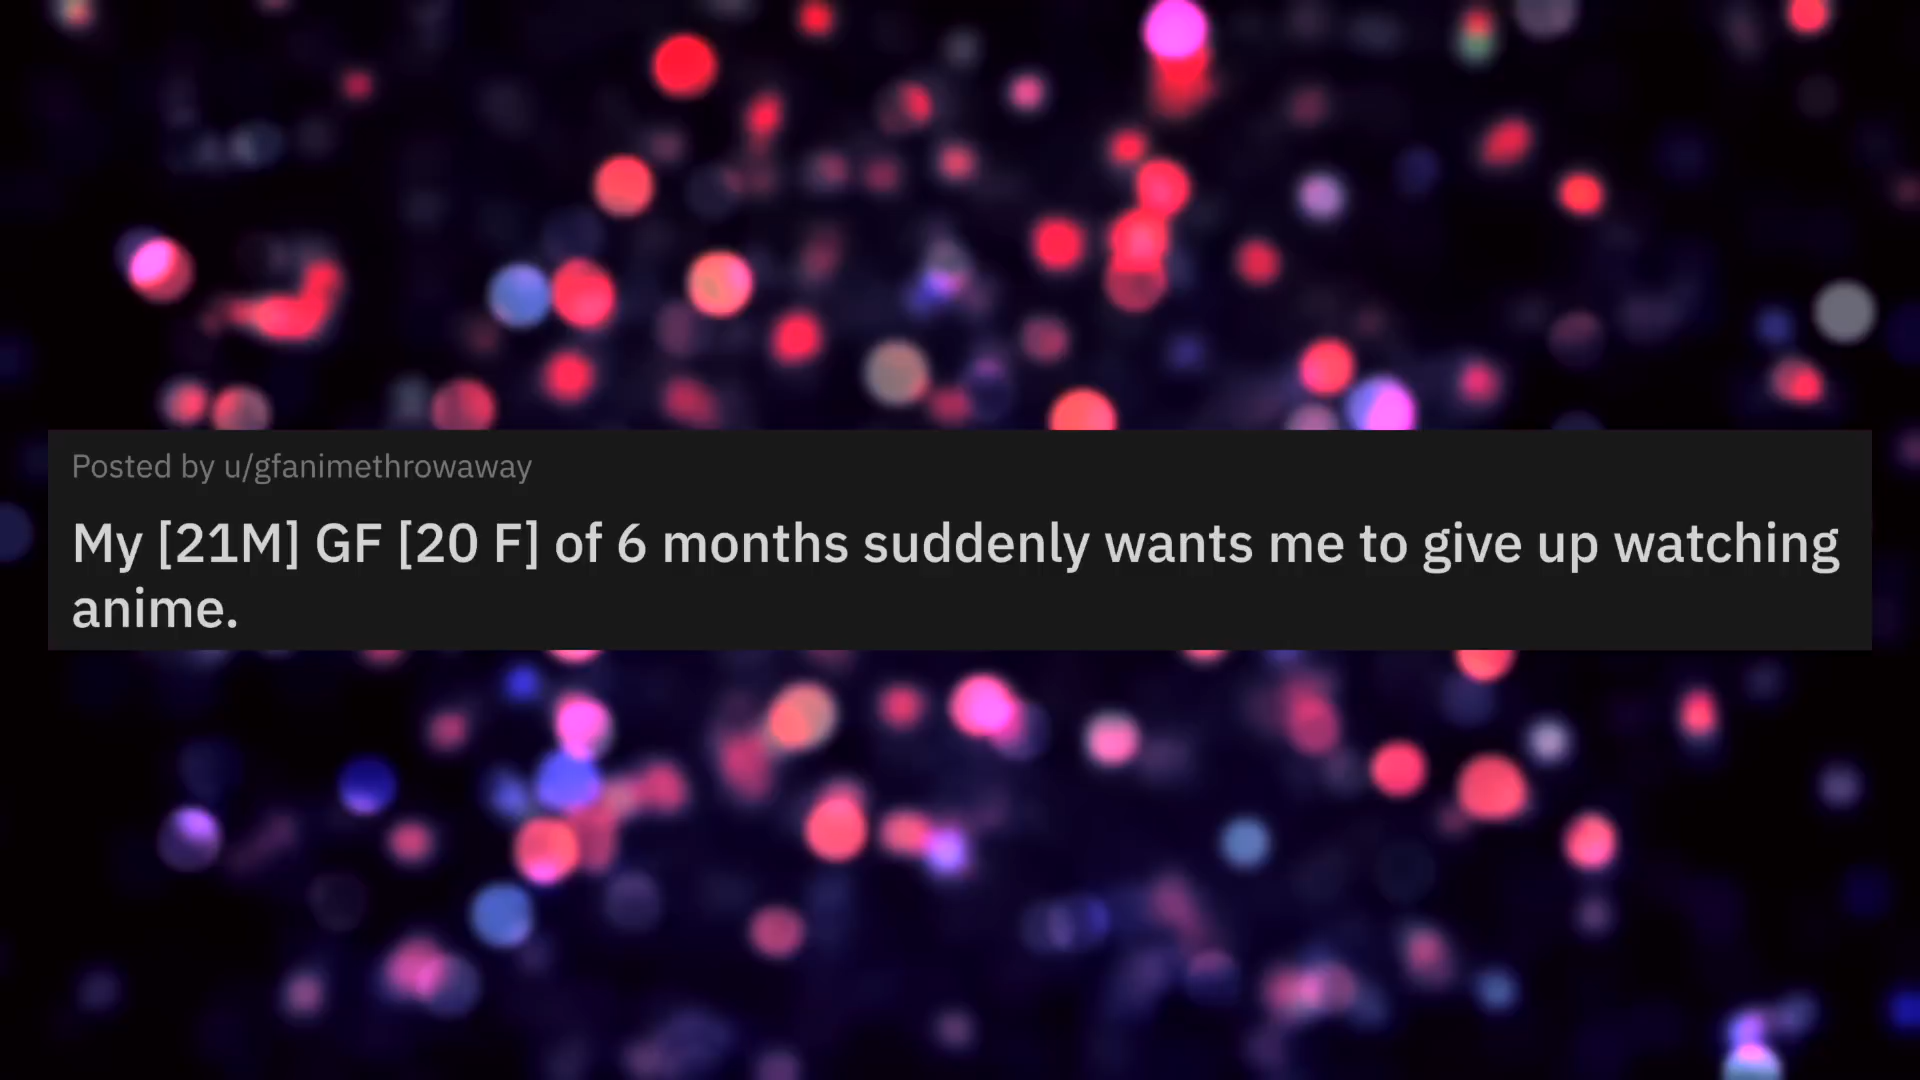 Posted by u/gfanimethrowaway
My [21M] GF [20 F] of 6 months suddenly wants me to give up watching
anime.